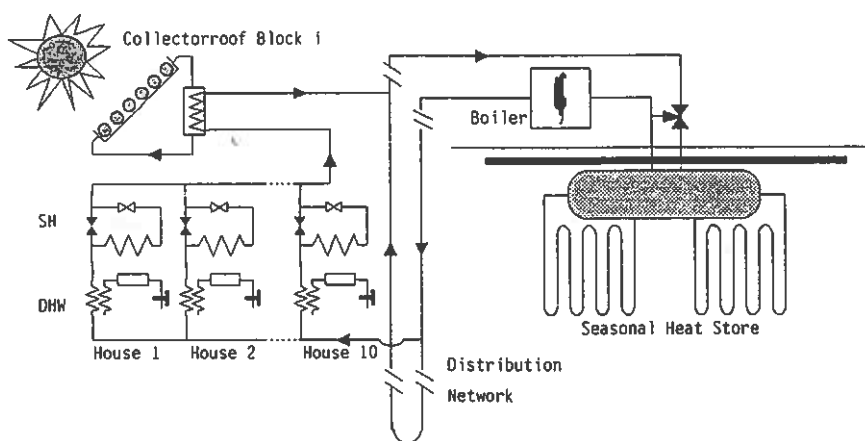 Collectorroof Block i
Boiler
SH
DHW
Seasonal Heat Store
House 1 House 2 House 10
Distribution
Network